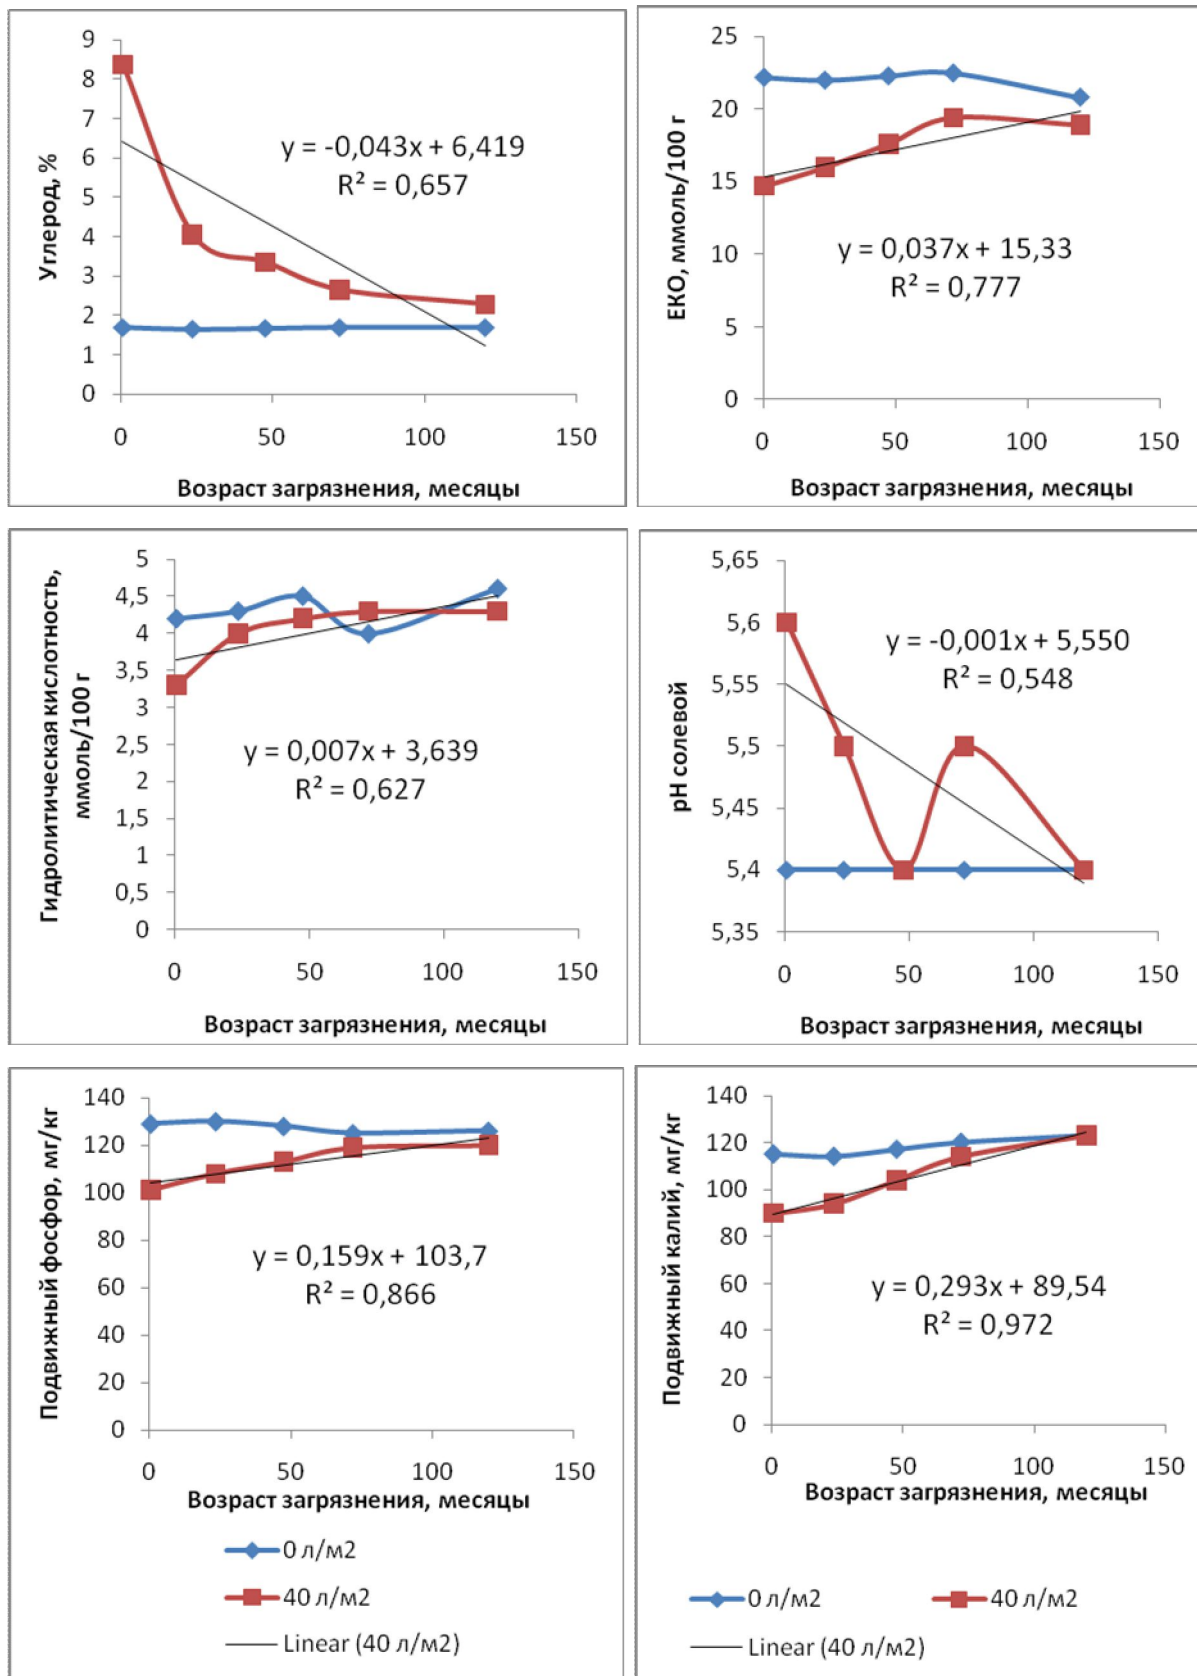 9
8
7
6
5
4
3
2
1
0
Углерод, %
y = -0,043x + 6,419
R² = 0,657
0 50 100 150
Возраст загрязнения, месяцы
25
20
15
10
5
0
ЕКО, ммоль/100 г
y = 0,037x + 15,33
R² = 0,777
0 50 100 150
Возраст загрязнения, месяцы
5
4,5
4
3,5
3
2,5
2
1,5
1
0,5
0
Гидролитическая кислотность,
ммоль/100 г
y = 0,007x + 3,639
R² = 0,627
0 50 100 150
Возраст загрязнения, месяцы
5,65
5,6
5,55
5,5
5,45
5,4
5,35
рН солевой
y = -0,001x + 5,550
R² = 0,548
0 50 100 150
Возраст загрязнения, месяцы
140
120
100
80
60
40
20
0
Подвижный фосфор, мг/кг
y = 0,159x + 103,7
R² = 0,866
0 50 100 150
Возраст загрязнения, месяцы
0 л/м2
40 л/м2
Linear (40 л/м2)
140
120
100
80
60
40
20
0
Подвижный калий, мг/кг
y = 0,293x + 89,54
R² = 0,972
0 50 100 150
Возраст загрязнения, месяцы
0 л/м2 40 л/м2
Linear (40 л/м2)